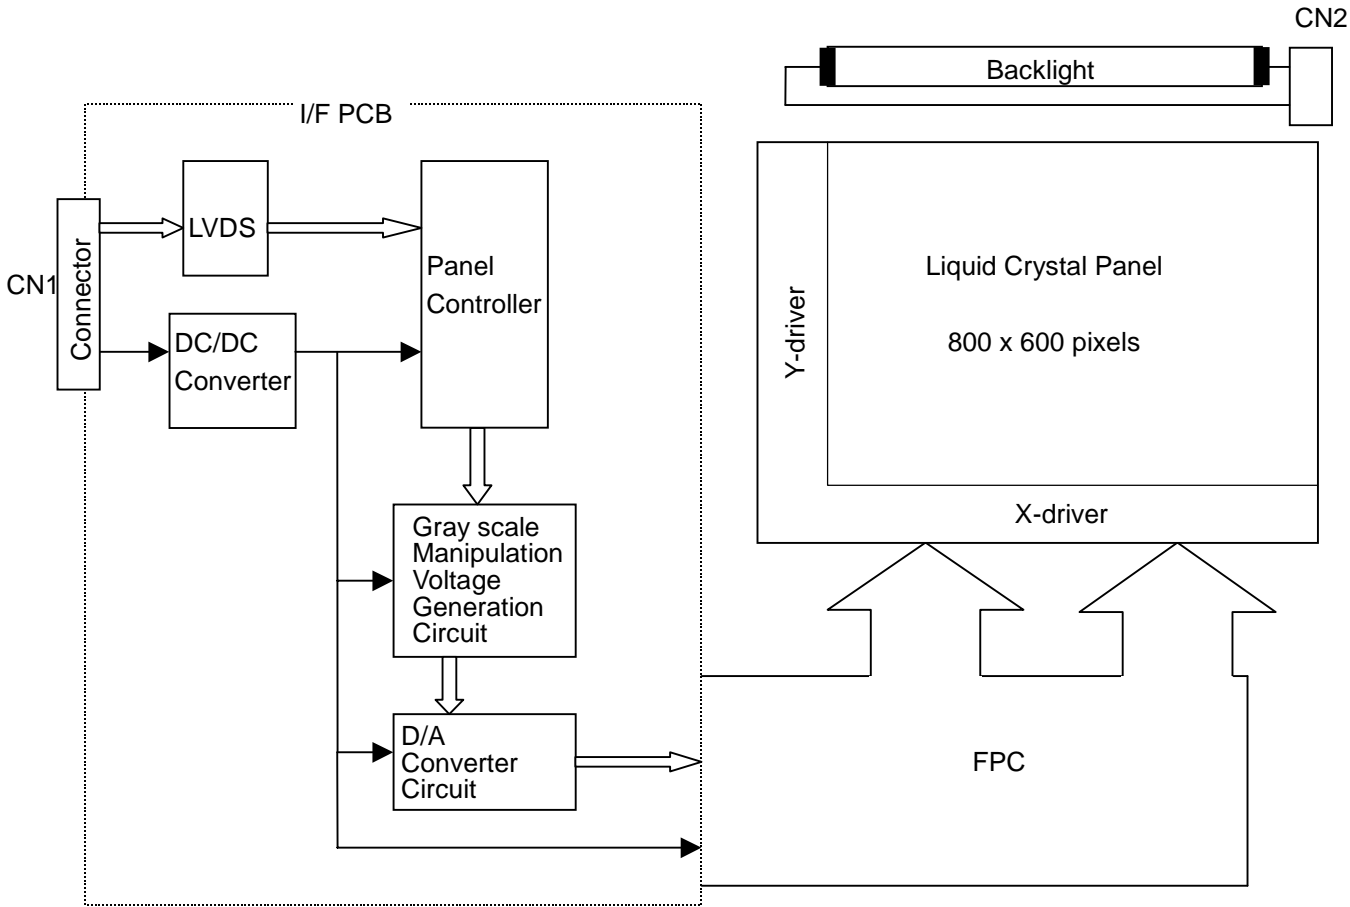 CN2
Backlight
I/F PCB
LVDS
Panel
Controller
CN1
Connector
DC/DC
Converter
Gray scale
Manipulation
Voltage
Generation
Circuit
D/A
Converter
Circuit
Liquid Crystal Panel
800 x 600 pixels
Y-driver
X-driver
FPC